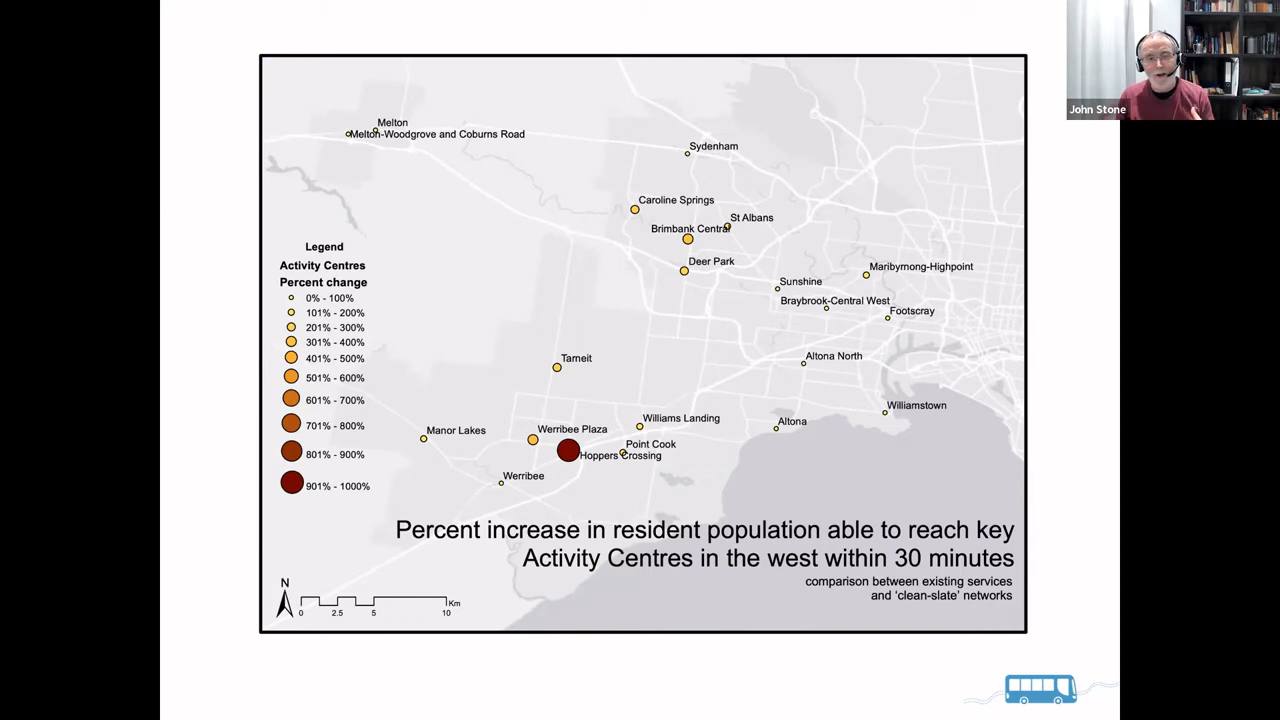 John Stone
Melton
Melton-Woodgrove and Coburns Road
Sydenham
Caroline Springs
St Albans
Brimbank Central
Deer Park
Maribyrnong-Highpoint
Sunshine
Braybrook-Central West
Footscray
Altona North
Tarneit
Williamstown
Williams Landing
Altona
Manor Lakes
Werribee Plaza
Point Cook
Hoppers Crossing
Werribee
Legend
Activity Centres
Percent change
0% - 100%
101% - 200%
201% - 300%
301% - 400%
401% - 500%
501% - 600%
601% - 700%
701% - 800%
801% - 900%
901% - 1000%
Percent increase in resident population able to reach key
Activity Centres in the west within 30 minutes
comparison between existing services
and ‘clean-slate’ networks
N
Km
0 2.5 5 10